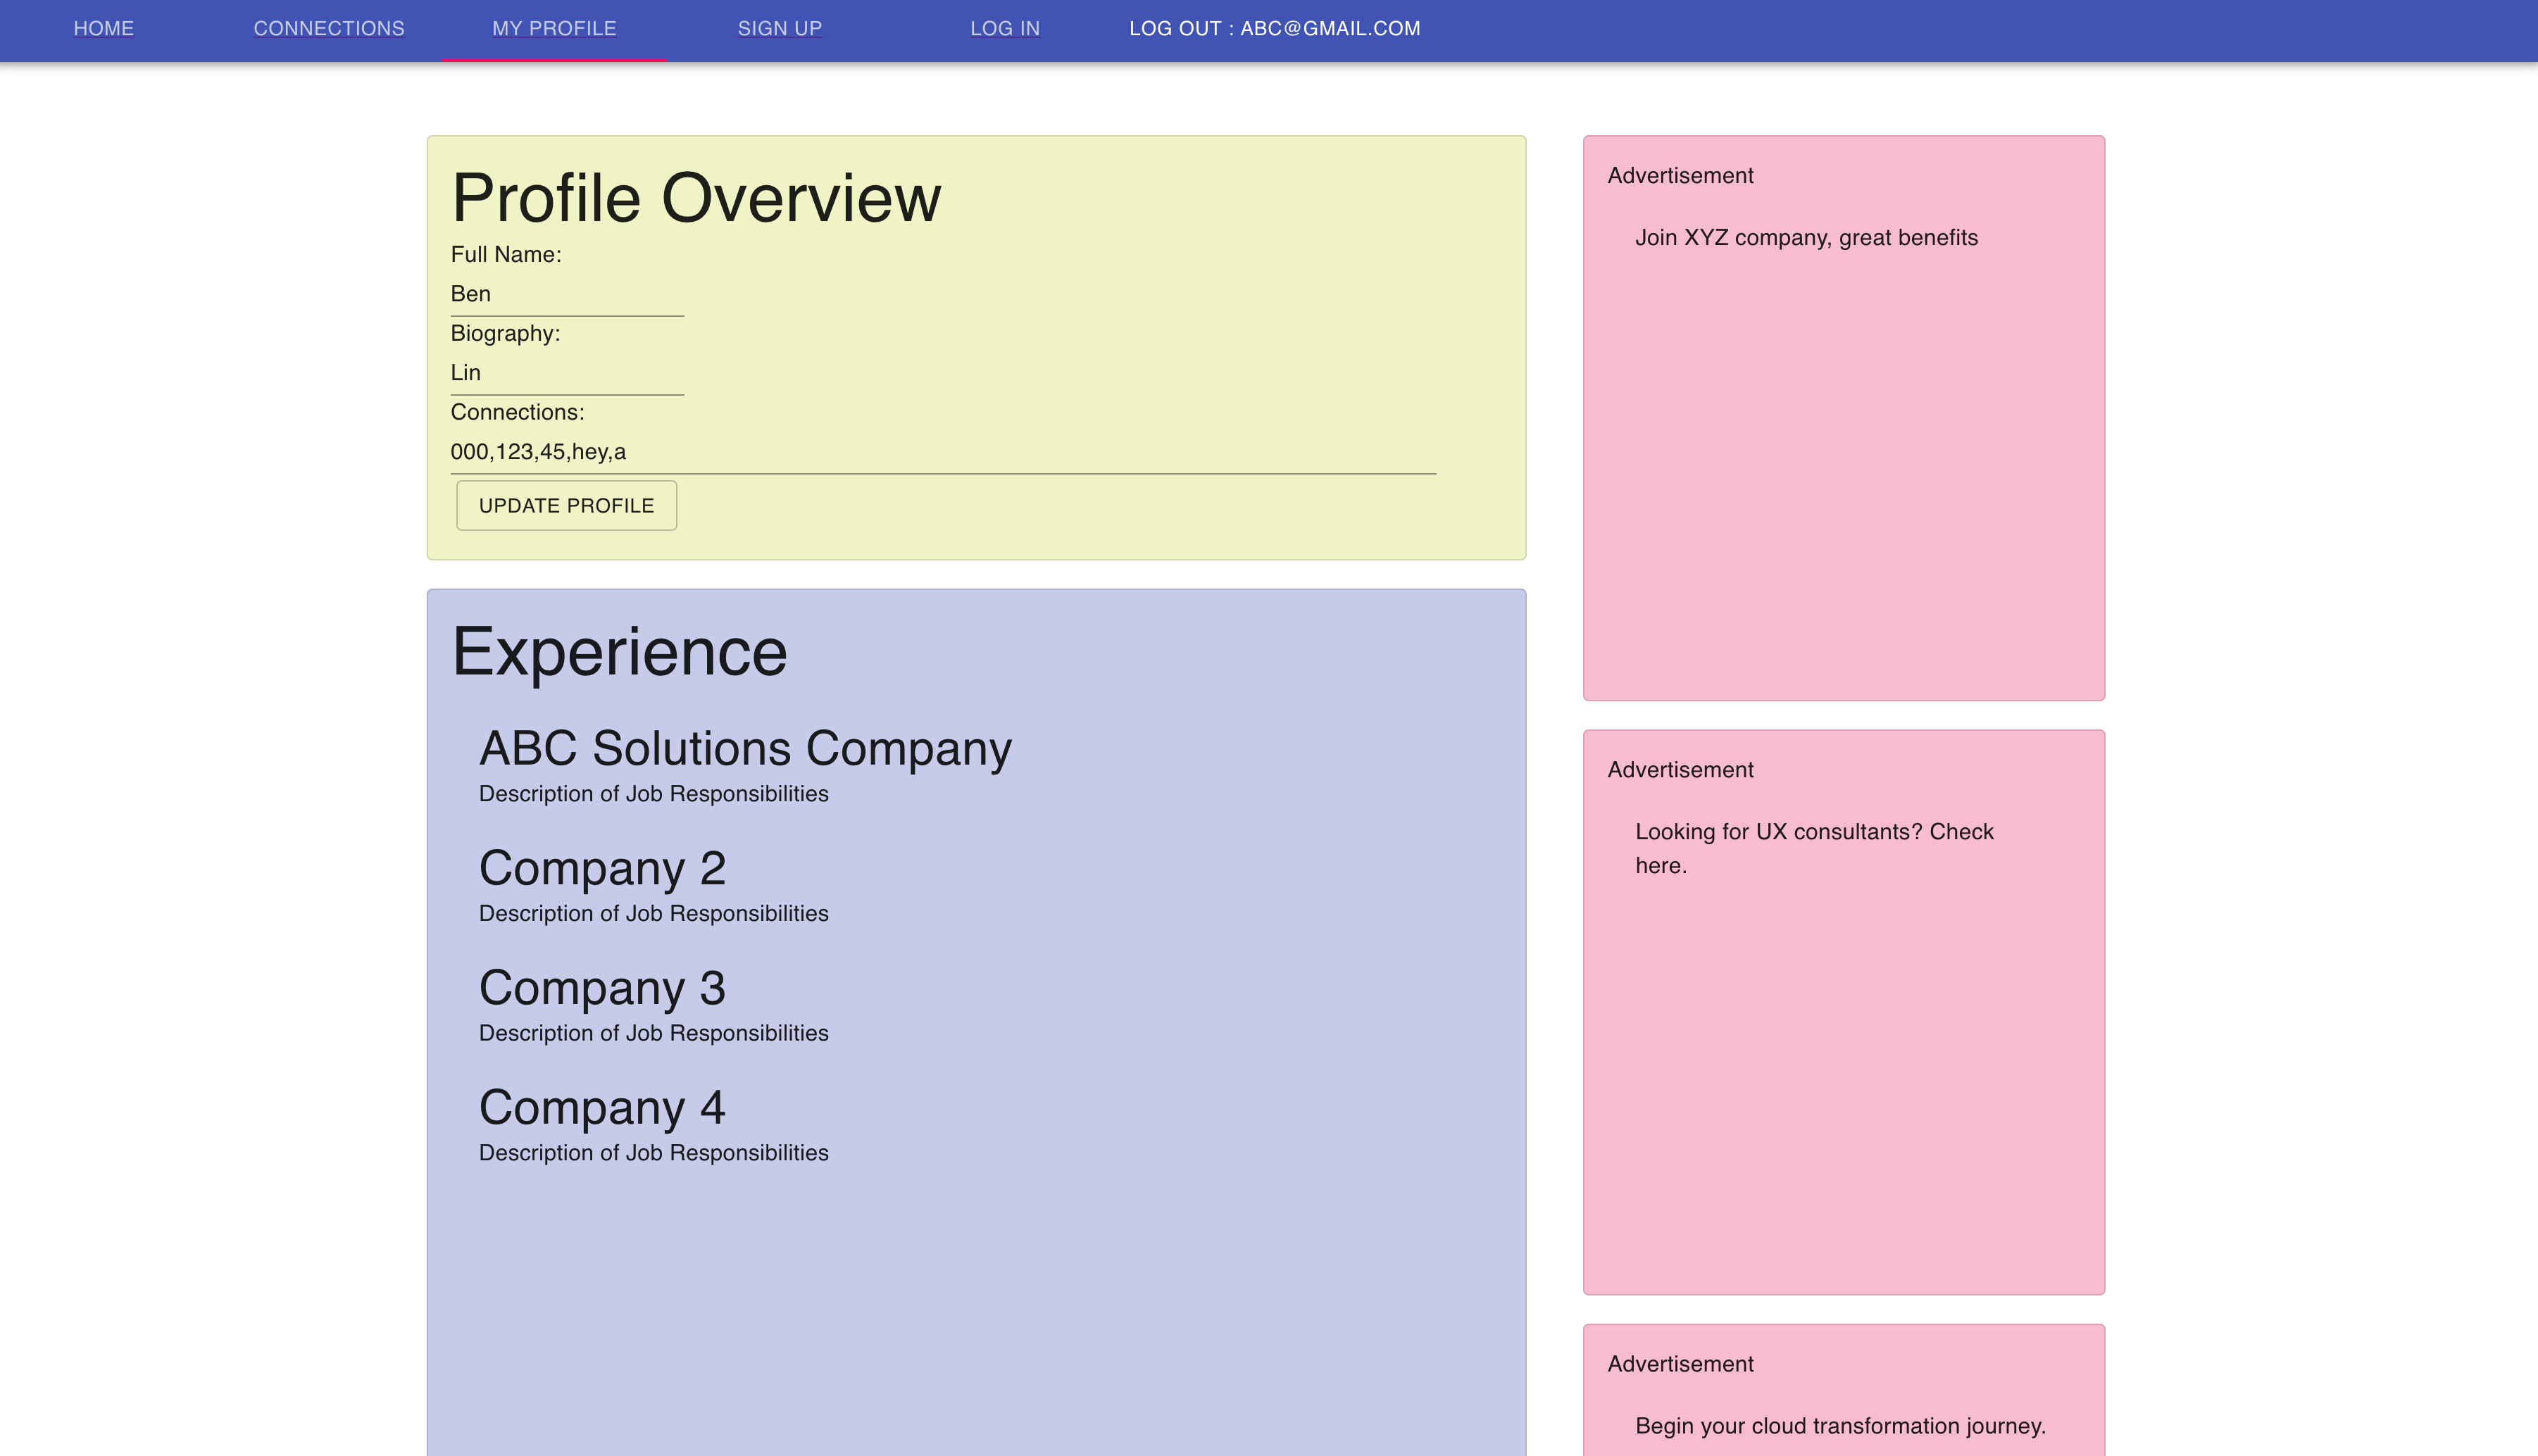 HOME
CONNECTIONS
MY PROFILE
SIGN UP
LOG IN
LOG OUT : ABC@GMAIL.COM
Profile Overview
Full Name:
Ben
Biography:
Lin
Connections:
000,123,45,hey,a
UPDATE PROFILE
Experience
ABC Solutions Company
Description of Job Responsibilities
Company 2
Description of Job Responsibilities
Company 3
Description of Job Responsibilities
Company 4
Description of Job Responsibilities
Advertisement
Join XYZ company, great benefits
Advertisement
Looking for UX consultants? Check
here.
Advertisement
Begin your cloud transformation journey.